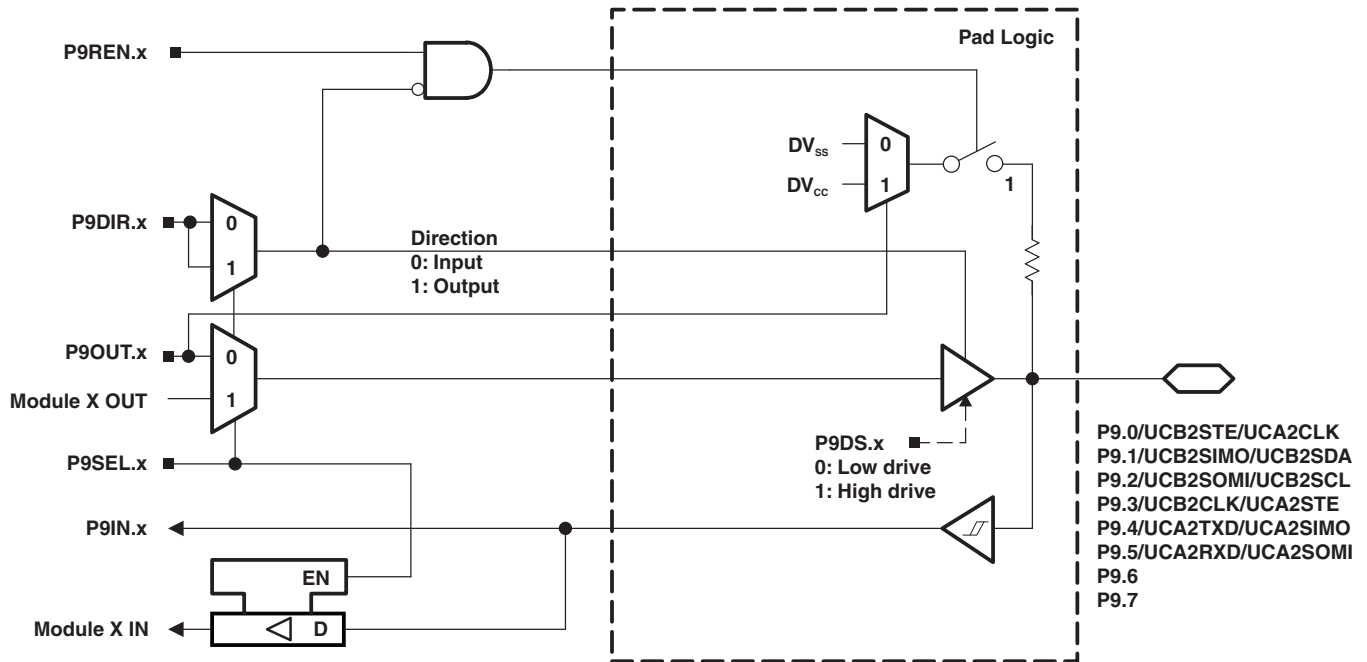 P9REN.x
Pad Logic
DVSS
0
DVCC
1
1
P9DIR.x
0
1
Direction
0: Input
1: Output
P9OUT.x
0
Module X OUT
1
P9DS.x
0: Low drive
1: High drive
P9SEL.x
P9IN.x
EN
Module X IN
D
P9.0/UCB2STE/UCA2CLK
P9.1/UCB2SIMO/UCB2SDA
P9.2/UCB2SOMI/UCB2SCL
P9.3/UCB2CLK/UCA2STE
P9.4/UCA2TXD/UCA2SIMO
P9.5/UCA2RXD/UCA2SOMI
P9.6
P9.7